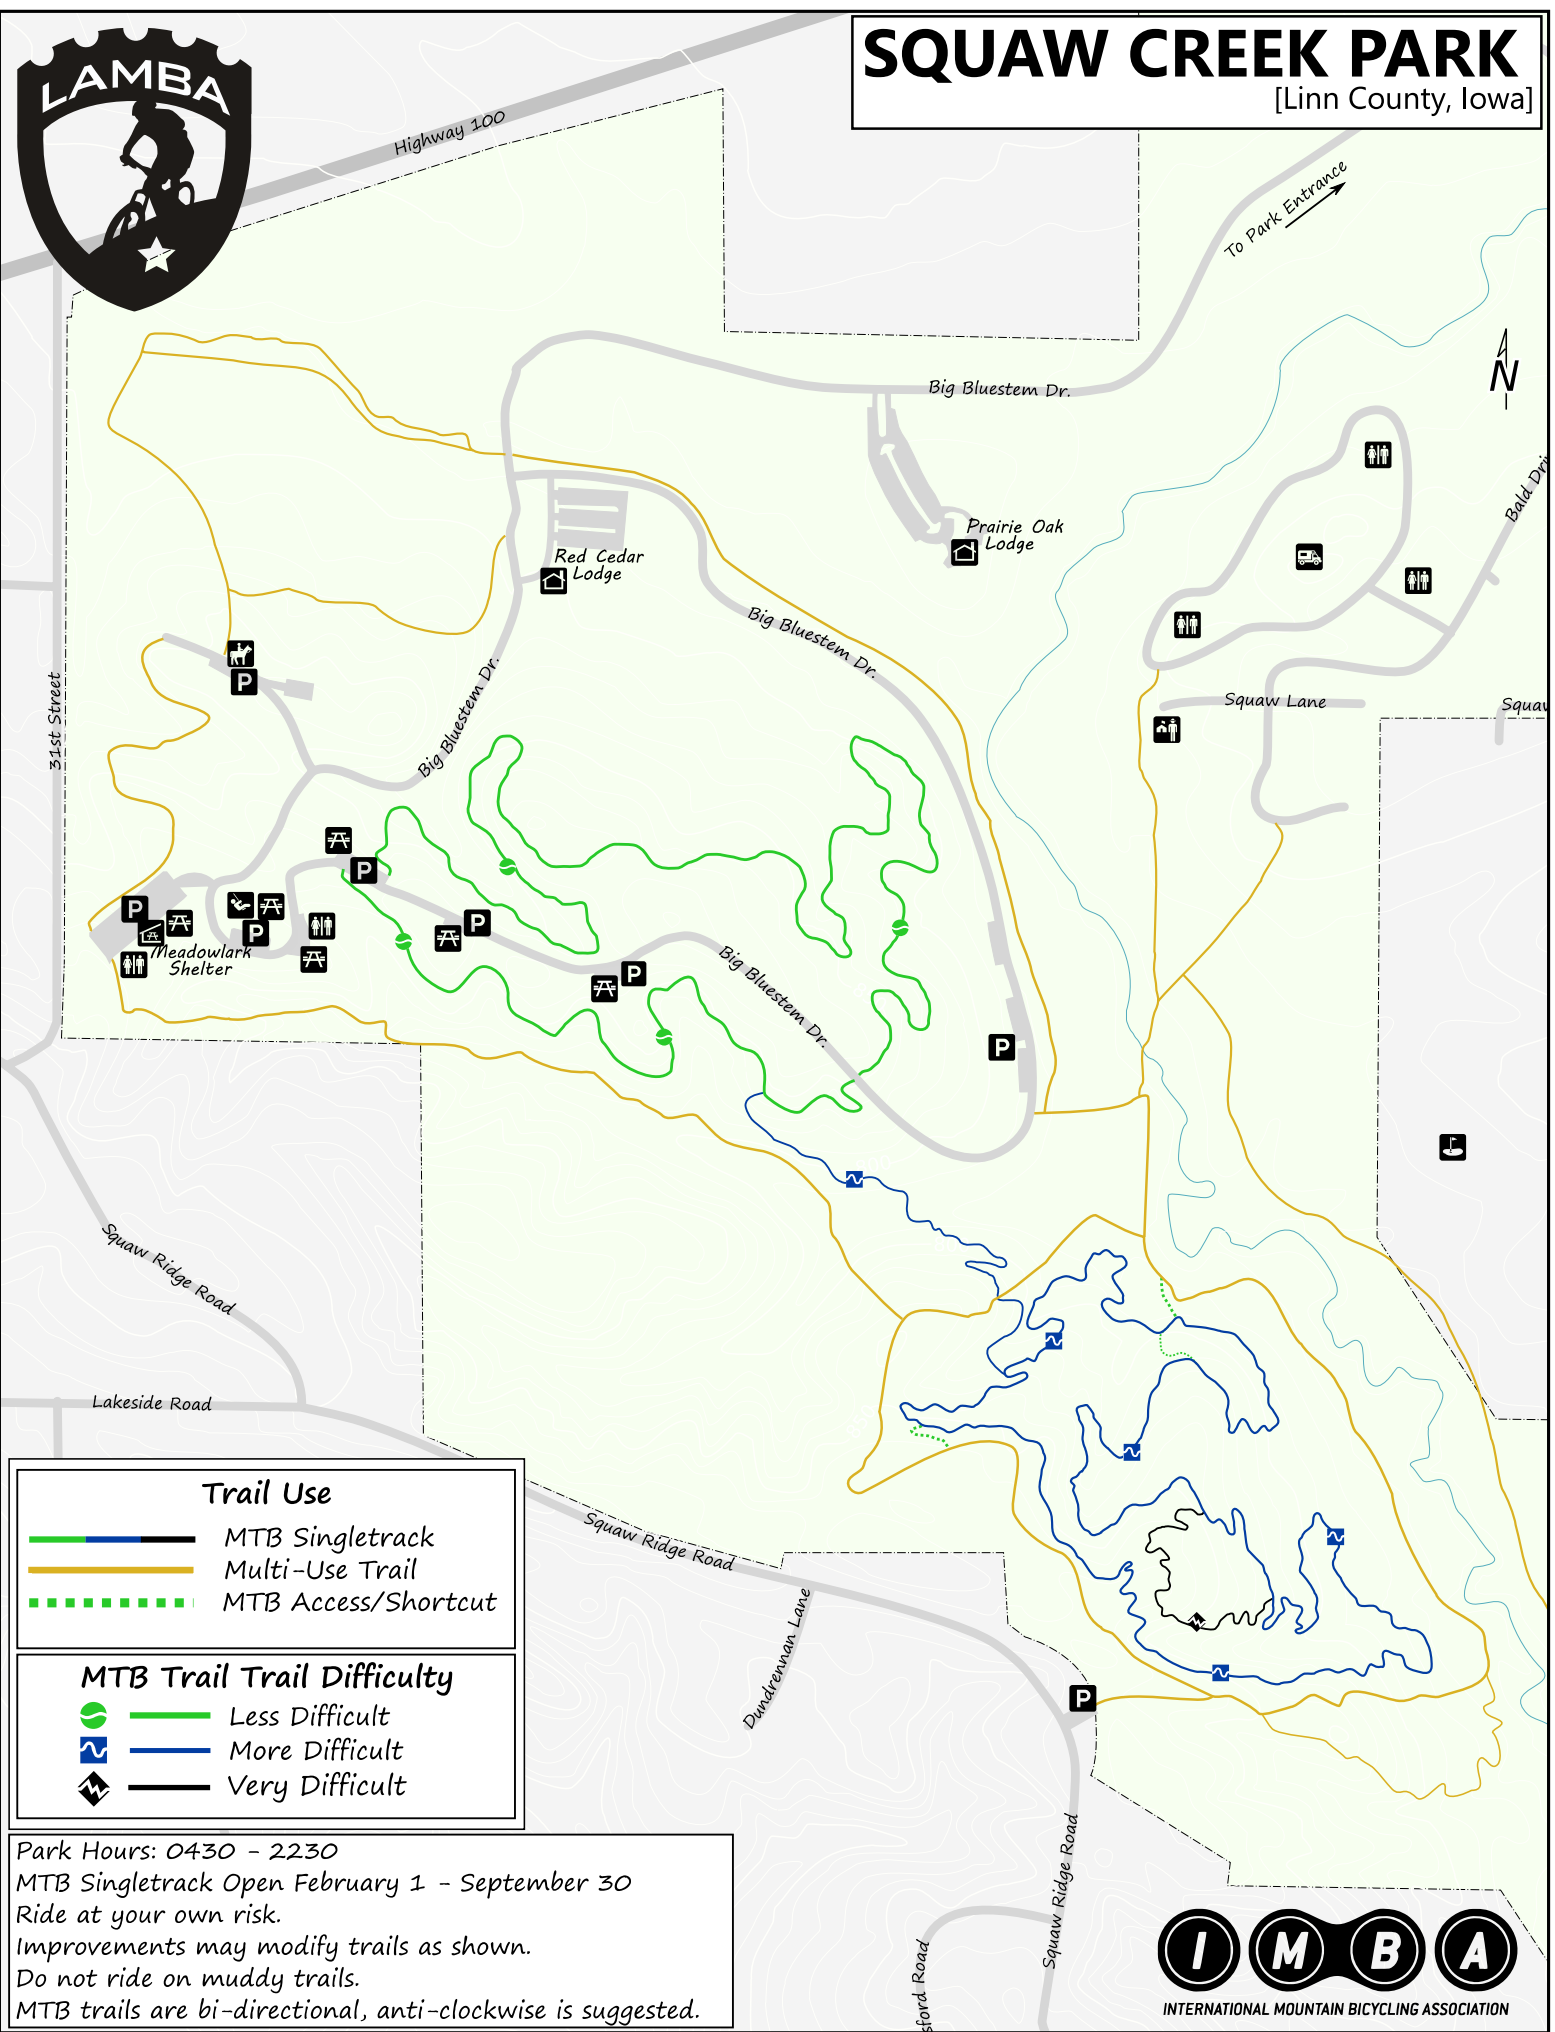 LAMBA
SQUAW CREEK PARK
[Linn County, Iowa]
Highway 100
To Park Entrance
N
Big Bluestem Dr.
Bald
Prairie Oak
Lodge
Red Cedar
Lodge
Big Bluestem Dr.
31st Street
Big Bluestem Dr.
Squaw Lane
P
P
P
P
P
Meadowlark
Shelter
P
Big Bluestem Dr.
P
Squaw Ridge Road
Lakeside Road
Squaw Ridge Road
Dundrennan Lane
P
Squaw Ridge Road
Trail Use
MTB Singletrack
Multi-Use Trail
MTB Access/Shortcut
MTB Trail Trail Difficulty
Less Difficult
More Difficult
Very Difficult
Park Hours: 0430 - 2230
MTB Singletrack Open February 1 - September 30
Ride at your own risk.
Improvements may modify trails as shown.
Do not ride on muddy trails.
MTB trails are bi-directional, anti-clockwise is suggested.
sford Road
IMBA
INTERNATIONAL MOUNTAIN BICYCLING ASSOCIATION